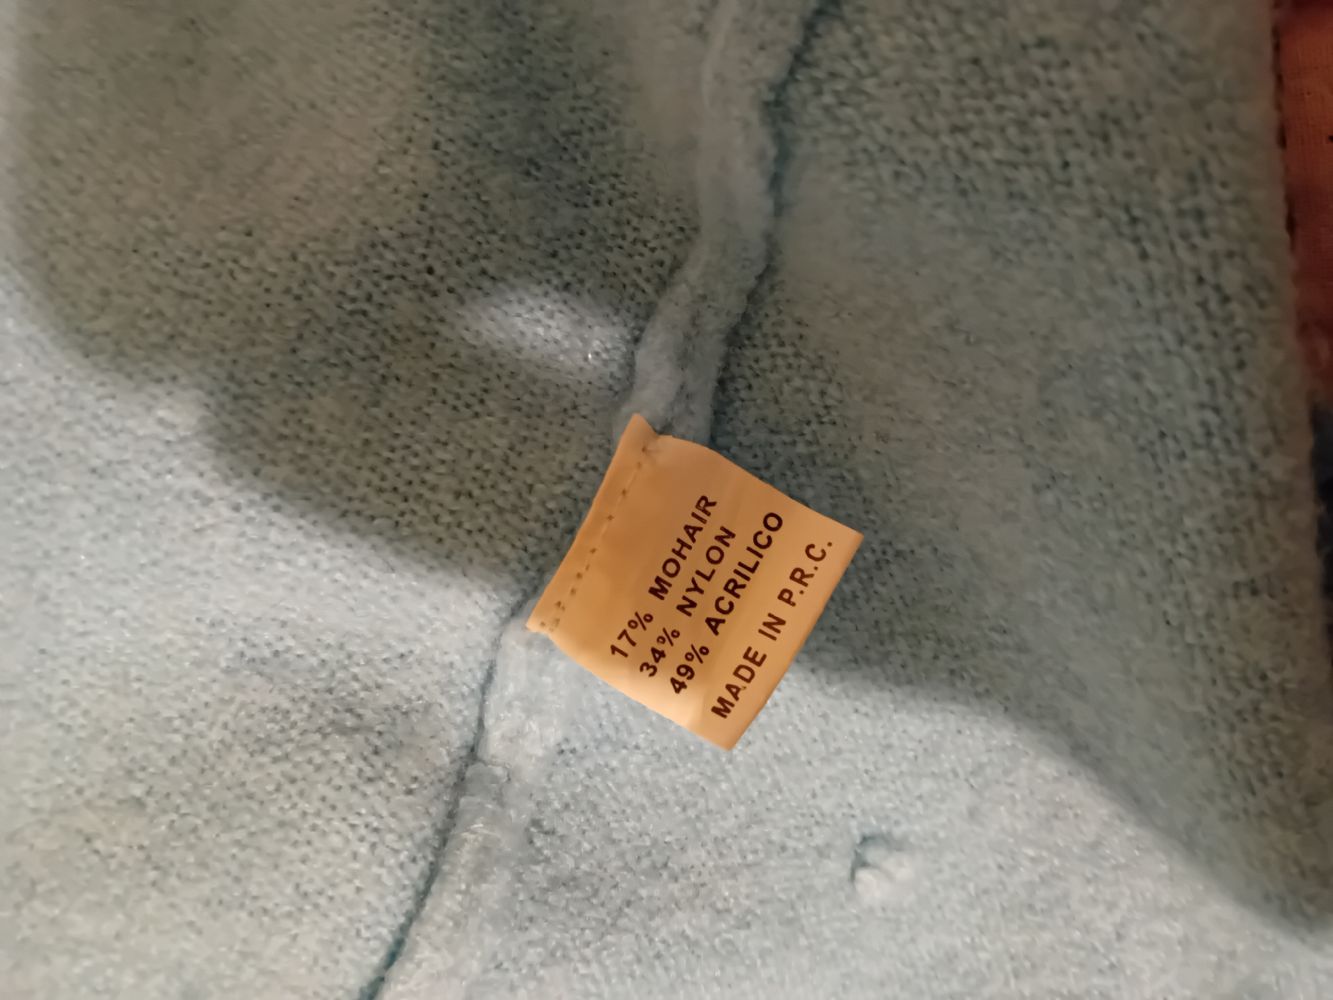 17% MOHAIR
34% NYLON
49% ACRILICO
MADE IN P.R.C.